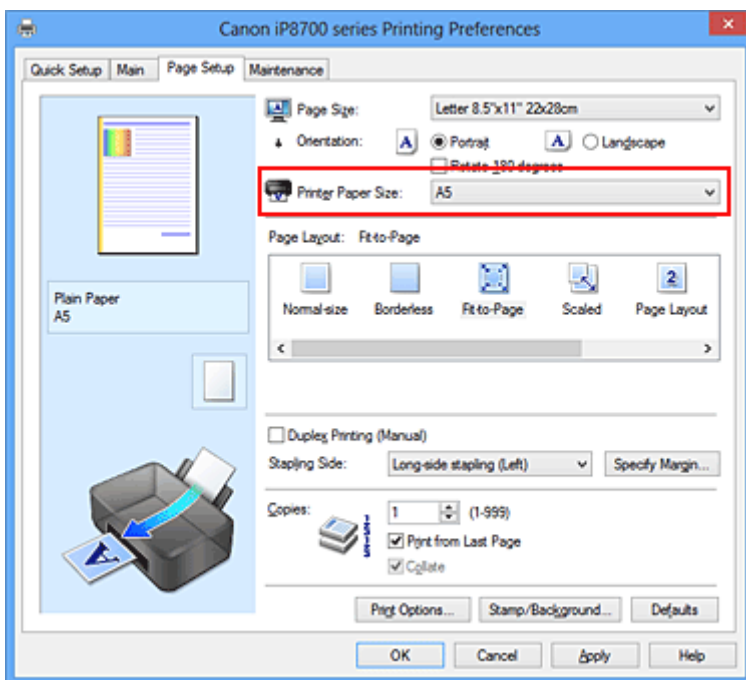 Canon iP8700 series Printing Preferences
Quick Setup Main Page Setup Maintenance
Page Size: Letter 8.5"x11" 22x28cm
Orientation: A Portrait A Landscape
Rotate 180 degrees
Printer Paper Size: A5
Page Layout: Fit-to-Page
Normal-size Borderless Fit-to-Page Scaled Page Layout
2
Plain Paper
A5
Duplex Printing (Manual)
Stapling Side: Long-side stapling (Left) Specify Margin...
Copies: 1 (1-999)
Print from Last Page
Collate
A
Print Options... Stamp/Background... Defaults
OK Cancel Apply Help